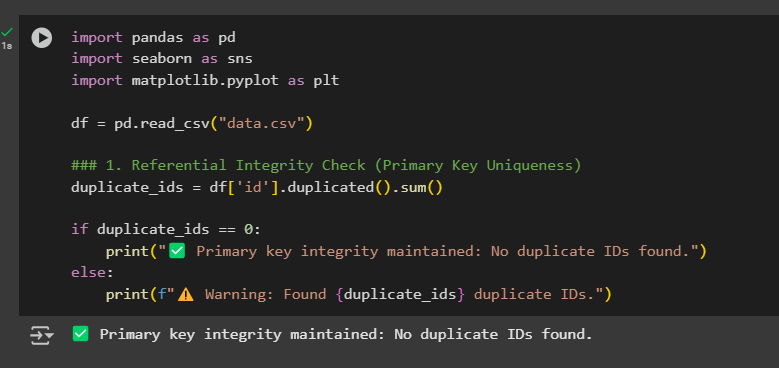 1s
import pandas as pd
import seaborn as sns
import matplotlib.pyplot as plt
df = pd.read_csv("data.csv")
### 1. Referential Integrity Check (Primary Key Uniqueness)
duplicate_ids = df['id'].duplicated().sum()
if duplicate_ids == 0:
    print("✅ Primary key integrity maintained: No duplicate IDs found.")
else:
    print(f"⚠️ Warning: Found {duplicate_ids} duplicate IDs.")
✅ Primary key integrity maintained: No duplicate IDs found.